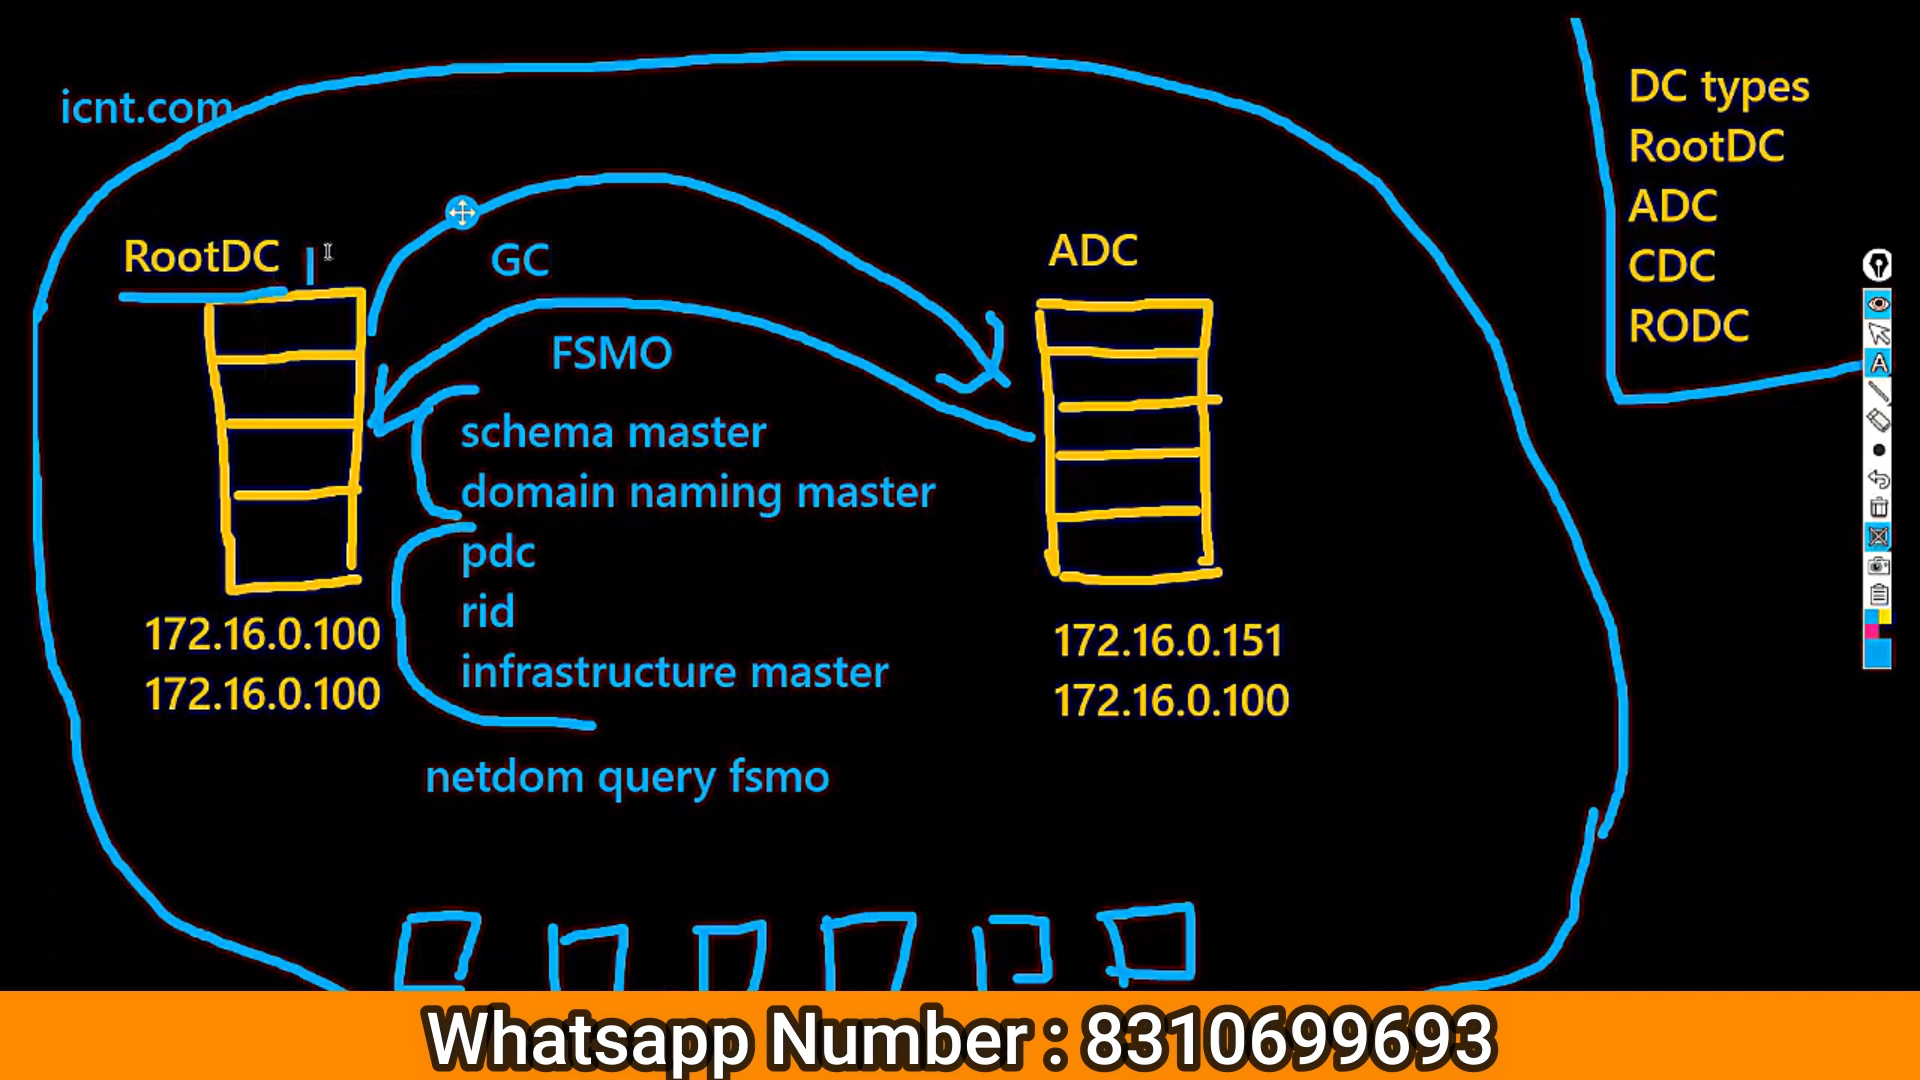 icnt.com
RootDC
GC
FSMO
schema master
domain naming master
pdc
rid
infrastructure master
netdom query fsmo
172.16.0.100
172.16.0.100
ADC
172.16.0.151
172.16.0.100
DC types
RootDC
ADC
CDC
RODC
A
Whatsapp Number : 8310699693